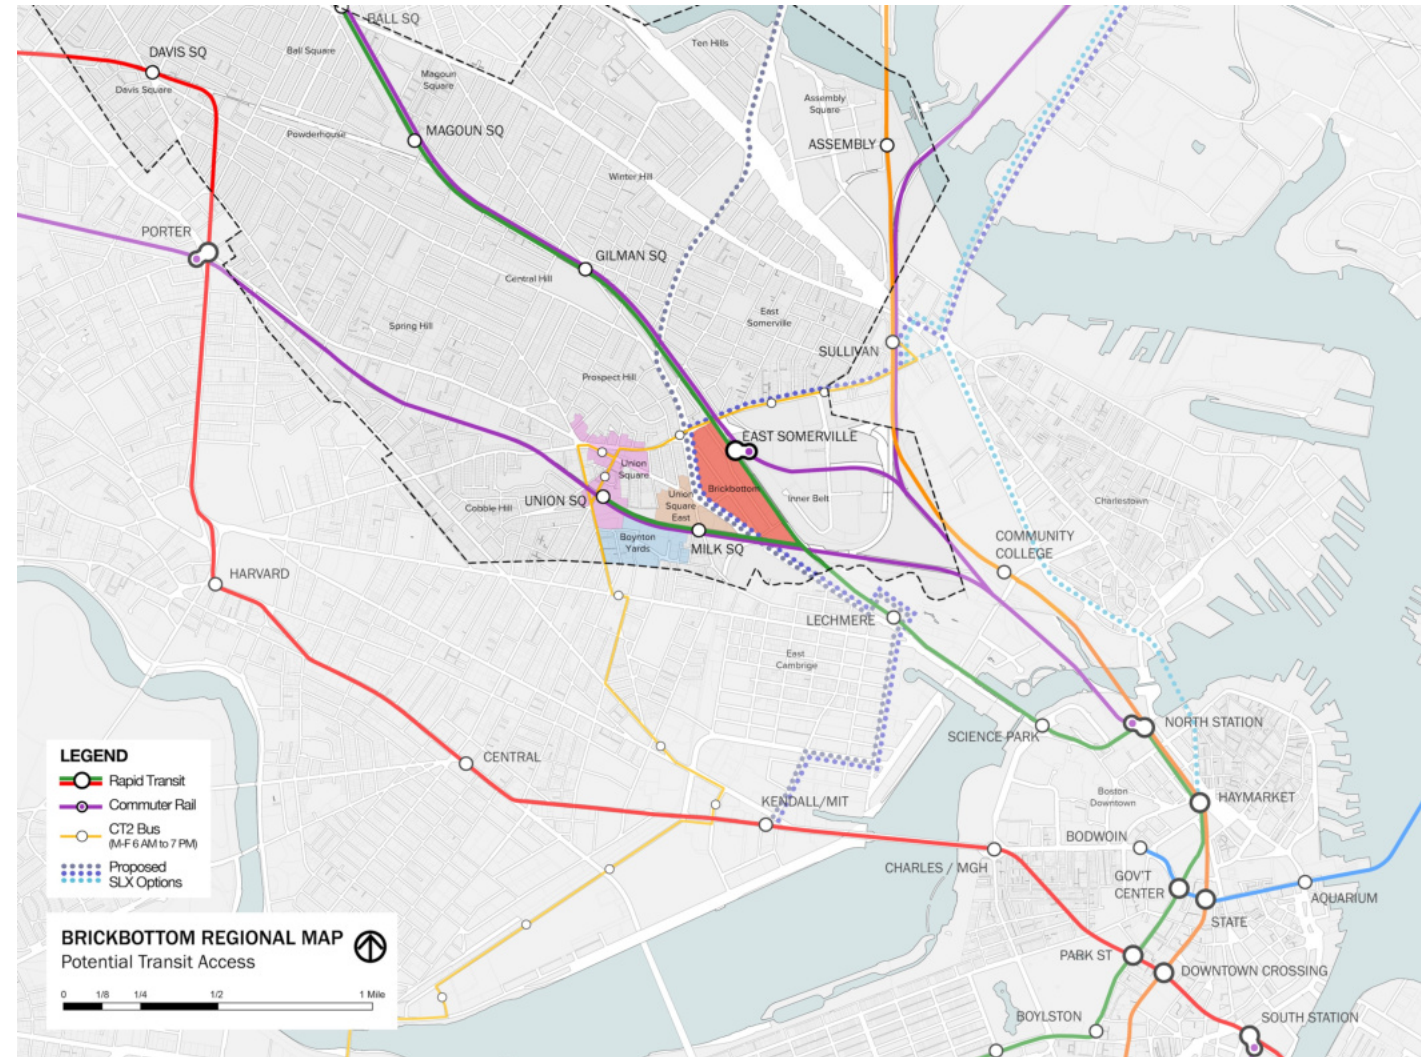 BALL SQ
DAVIS SQ
Ball Square
Ten Hills
Davis Square
Magoun
Square
Assembly
Square
Powderhouse
MAGOUN SQ
ASSEMBLY
Winter Hill
PORTER
GILMAN SQ
Central Hill
East
Somerville
Spring Hill
SULLIVAN
Prospect Hill
EAST SOMERVILLE
Union
Square
Brickbottom
Inner Belt
Charlestown
UNION SQ
Union
Square
East
Cobble Hill
Boynton
Yards
MILK SQ
COMMUNITY
COLLEGE
HARVARD
LECHMERE
East
Cambrige
SCIENCE PARK
NORTH STATION
CENTRAL
Boston
Downtown
KENDALL/MIT
HAYMARKET
BODWOIN
CHARLES / MGH
GOV'T
CENTER
AQUARIUM
STATE
PARK ST
DOWNTOWN CROSSING
BOYLSTON
SOUTH STATION
LEGEND
Rapid Transit
Commuter Rail
CT2 Bus
(M-F 6 AM to 7 PM)
Proposed
SLX Options
BRICKBOTTOM REGIONAL MAP
Potential Transit Access
0 1/8 1/4 1/2 1 Mile